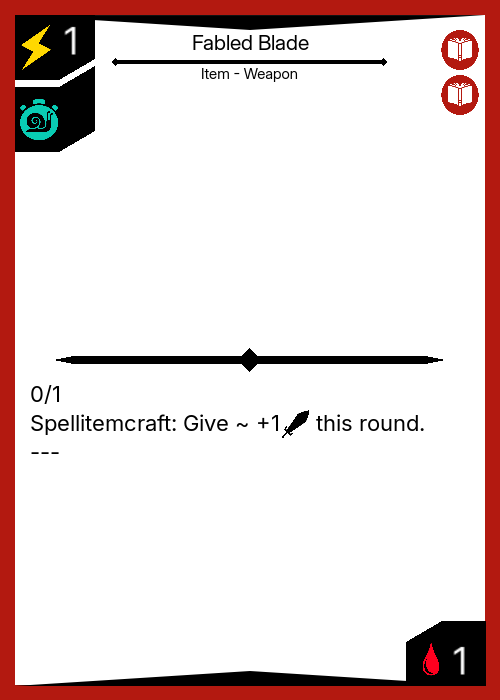 1
Fabled Blade
Item - Weapon
0/1
Spellitemcraft: Give ~ +1 this round.
---
1